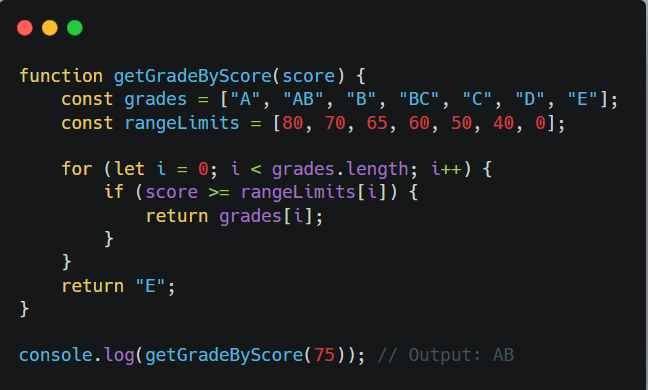 function getGradeByScore(score) {
    const grades = ["A", "AB", "B", "BC", "C", "D", "E"];
    const rangeLimits = [80, 70, 65, 60, 50, 40, 0];

    for (let i = 0; i < grades.length; i++) {
        if (score >= rangeLimits[i]) {
            return grades[i];
        }
    }
    return "E";
}

console.log(getGradeByScore(75)); // Output: AB